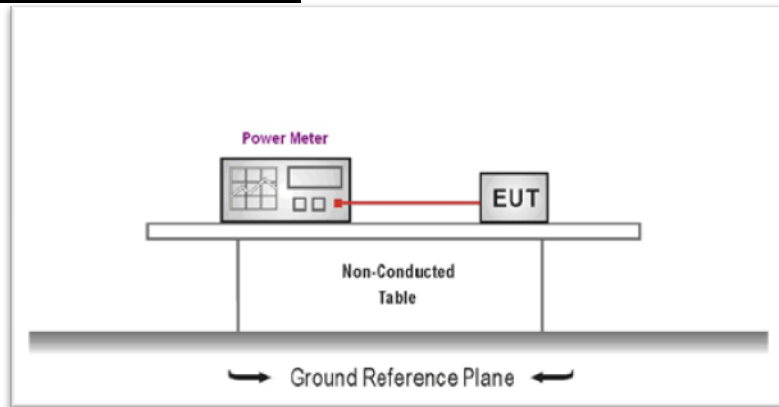 Power Meter
EUT
Non-Conducted
Table
Ground Reference Plane